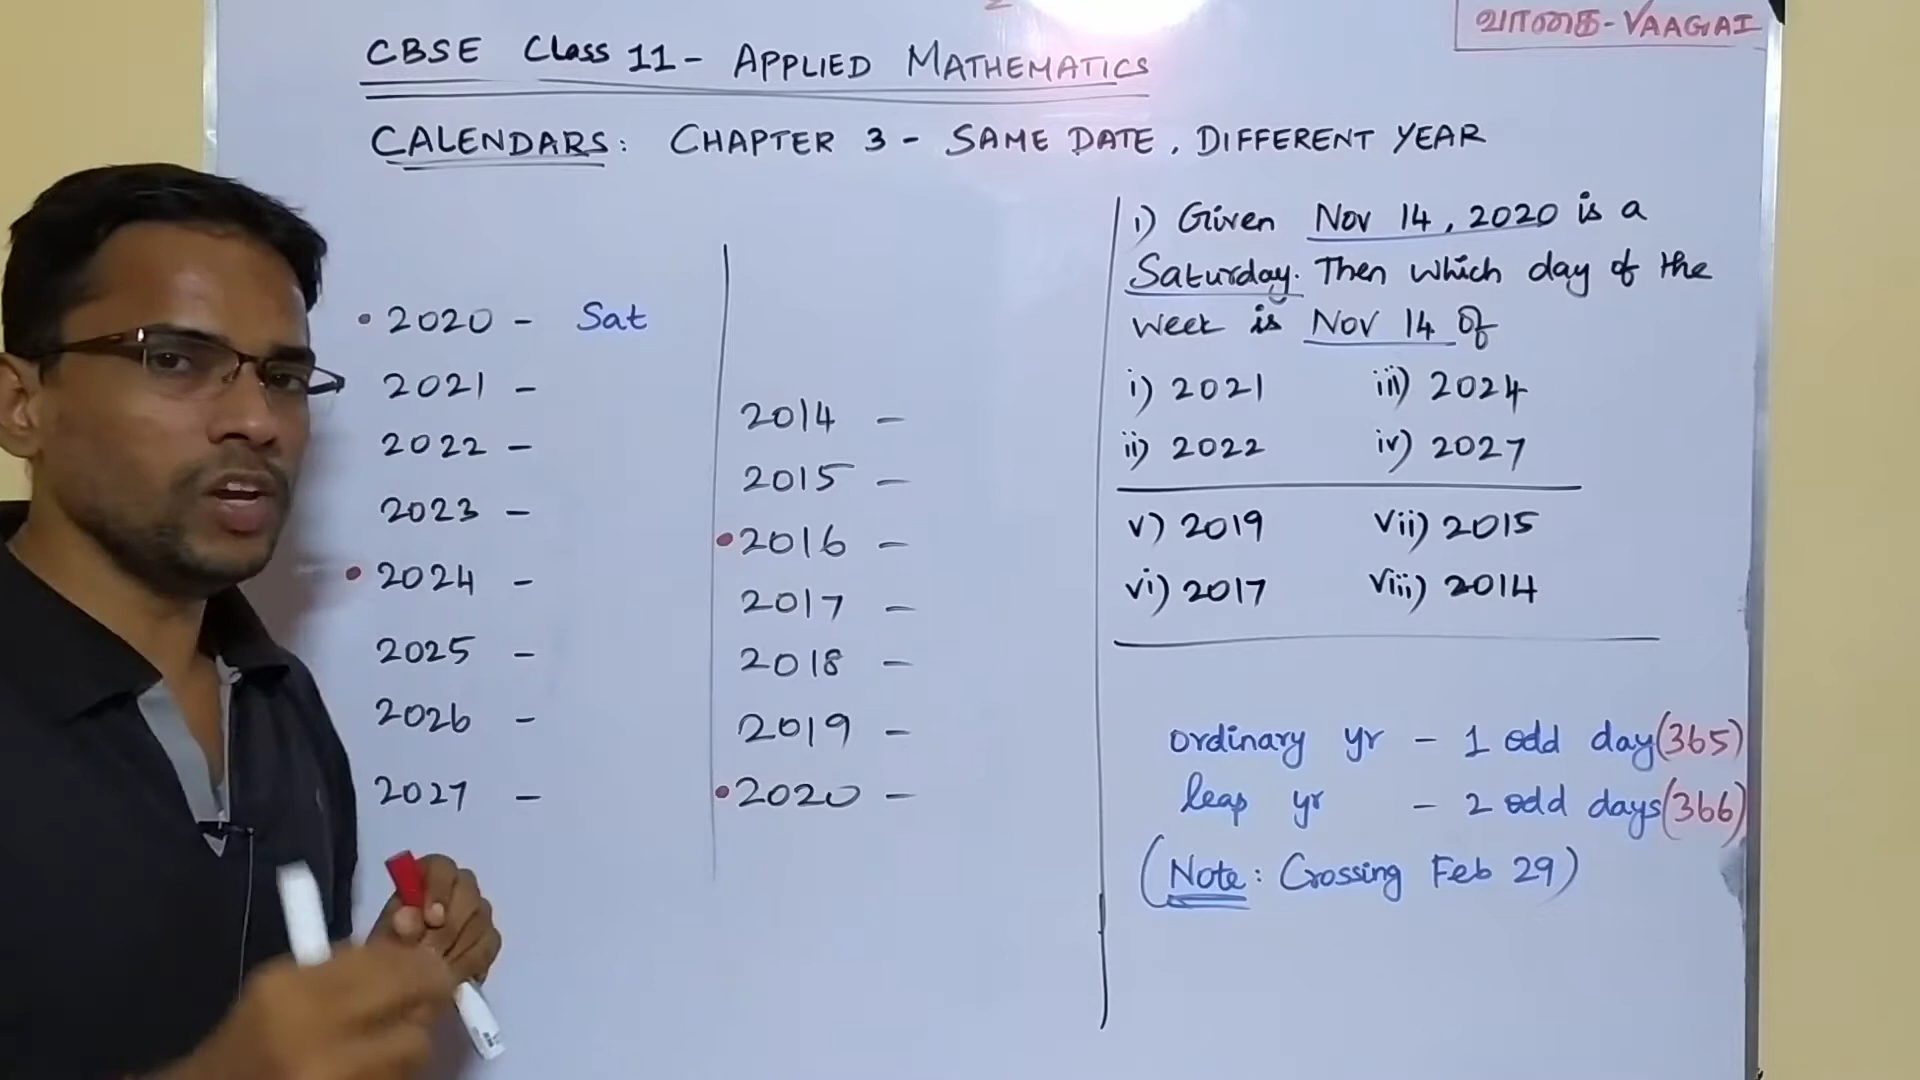 வாகை - VAAGAI
CBSE Class 11 - APPLIED MATHEMATICS
CALENDARS: CHAPTER 3 - SAME DATE, DIFFERENT YEAR
• 2020 - Sat
2021 -
2022 -
2023 -
• 2024 -
2025 -
2026 -
2027 -
2014 -
2015 -
• 2016 -
2017 -
2018 -
2019 -
• 2020 -
1) Given Nov 14, 2020 is a
Saturday. Then which day of the
week is Nov 14 of
i) 2021 iii) 2024
ii) 2022 iv) 2027
v) 2019 vii) 2015
vi) 2017 viii) 2014
ordinary yr - 1 odd day (365)
leap yr - 2 odd days (366)
(Note: Crossing Feb 29)